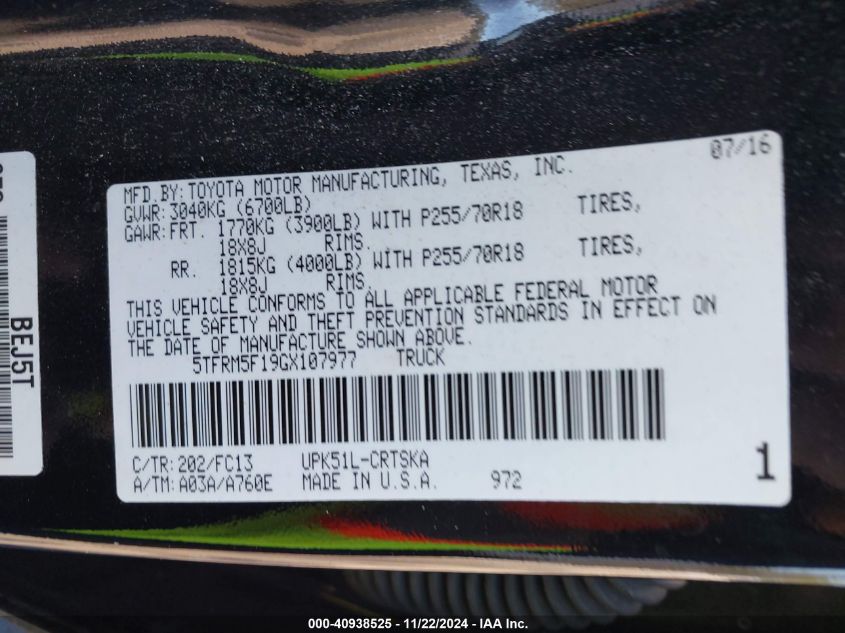 07/16
MFD.BY: TOYOTA MOTOR MANUFACTURING, TEXAS, INC.
GVWR: 3040KG (6700LB)
GAWR: FRT. 1770KG (3900LB) WITH P255/70R18 TIRES,
18X8J RIMS.
RR. 1815KG (4000LB) WITH P255/70R18 TIRES,
18X8J RIMS.
THIS VEHICLE CONFORMS TO ALL APPLICABLE FEDERAL MOTOR
VEHICLE SAFETY AND THEFT PREVENTION STANDARDS IN EFFECT ON
THE DATE OF MANUFACTURE SHOWN ABOVE.
5TFRM5F19GX107977 TRUCK
C/TR: 202/FC13 UPK51L-CRTSKA
A/TM: A03A/A760E MADE IN U.S.A. 972
1
BEJ5T
000-40938525 - 11/22/2024 - IAA Inc.